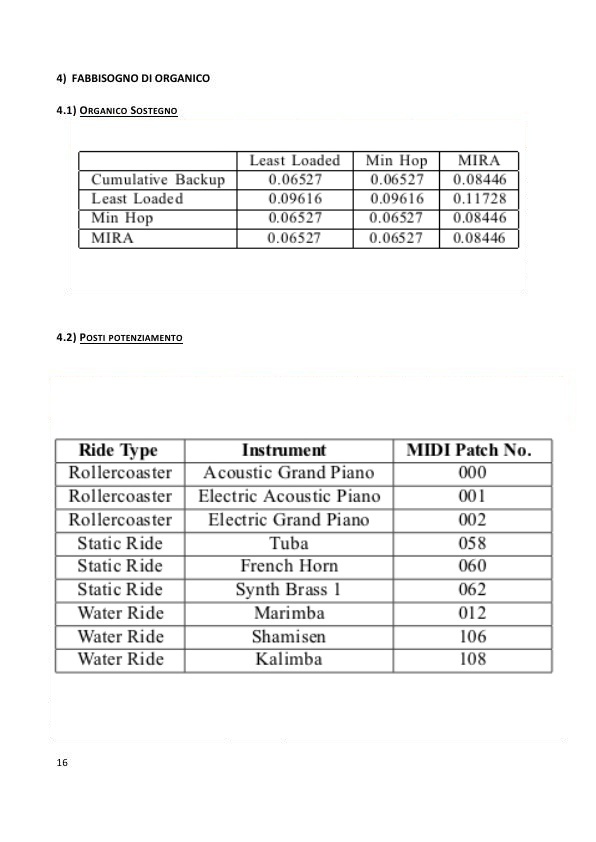 4) FABBISOGNO DI ORGANICO
4.1) ORGANICO SOSTEGNO
Least Loaded Min Hop MIRA
Cumulative Backup 0.06527 0.06527 0.08446
Least Loaded 0.09616 0.09616 0.11728
Min Hop 0.06527 0.06527 0.08446
MIRA 0.06527 0.06527 0.08446
4.2) POSTI POTENZIAMENTO
Ride Type Instrument MIDI Patch No.
Rollercoaster Acoustic Grand Piano 000
Rollercoaster Electric Acoustic Piano 001
Rollercoaster Electric Grand Piano 002
Static Ride Tuba 058
Static Ride French Horn 060
Static Ride Synth Brass 1 062
Water Ride Marimba 012
Water Ride Shamisen 106
Water Ride Kalimba 108
16